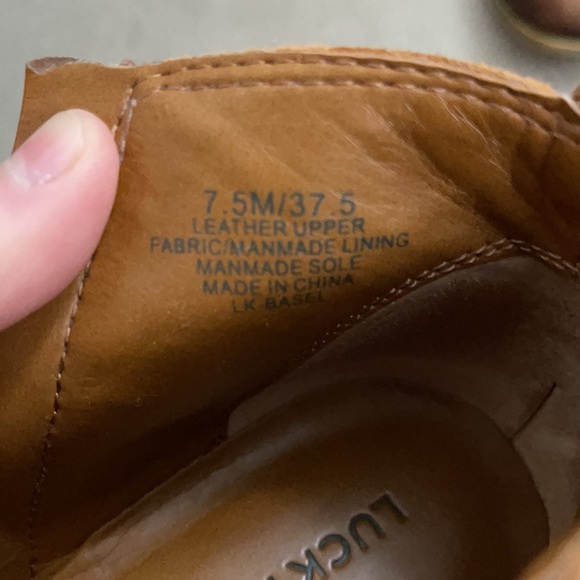 7.5M/37.5
LEATHER UPPER
FABRIC/MANMADE LINING
MANMADE SOLE
MADE IN CHINA
LK-BASEL
LUCK